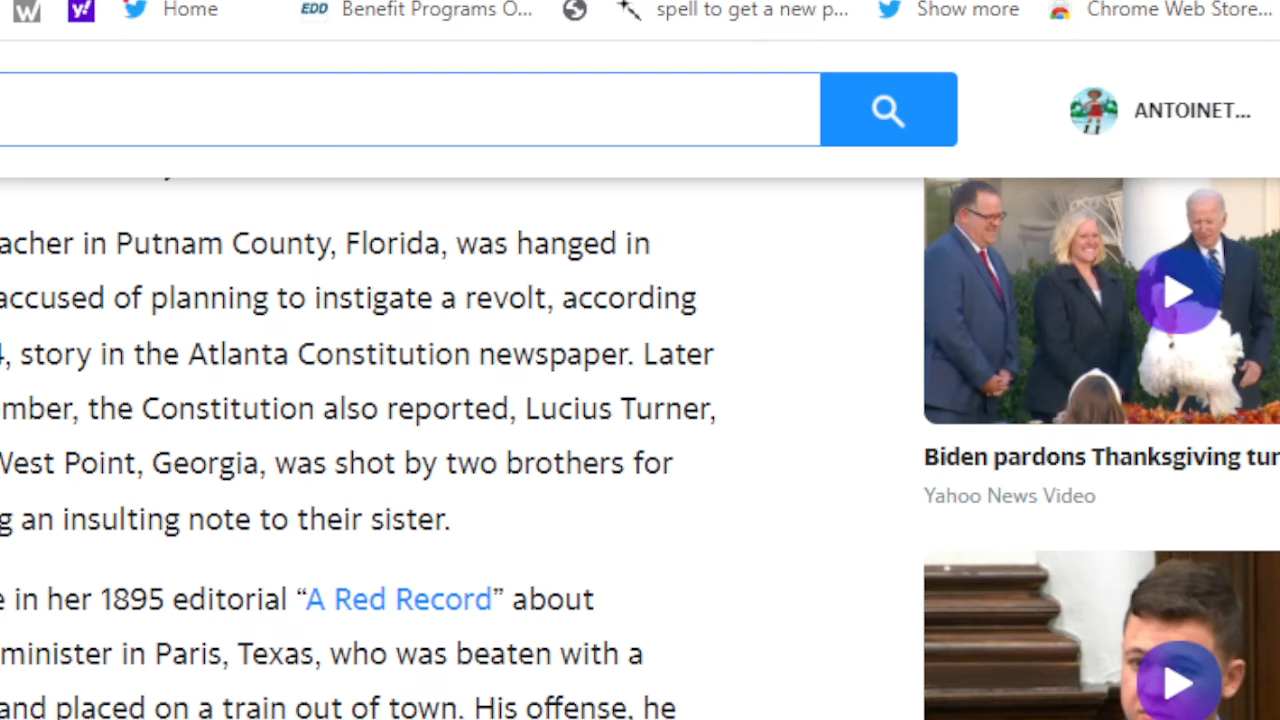 W y! Home EDD Benefit Programs O... spell to get a new p... Show more Chrome Web Store...
ANTOINET...
acher in Putnam County, Florida, was hanged in
accused of planning to instigate a revolt, according
, story in the Atlanta Constitution newspaper. Later
mber, the Constitution also reported, Lucius Turner,
West Point, Georgia, was shot by two brothers for
g an insulting note to their sister.
e in her 1895 editorial “A Red Record” about
minister in Paris, Texas, who was beaten with a
and placed on a train out of town. His offense, he
Biden pardons Thanksgiving tur
Yahoo News Video